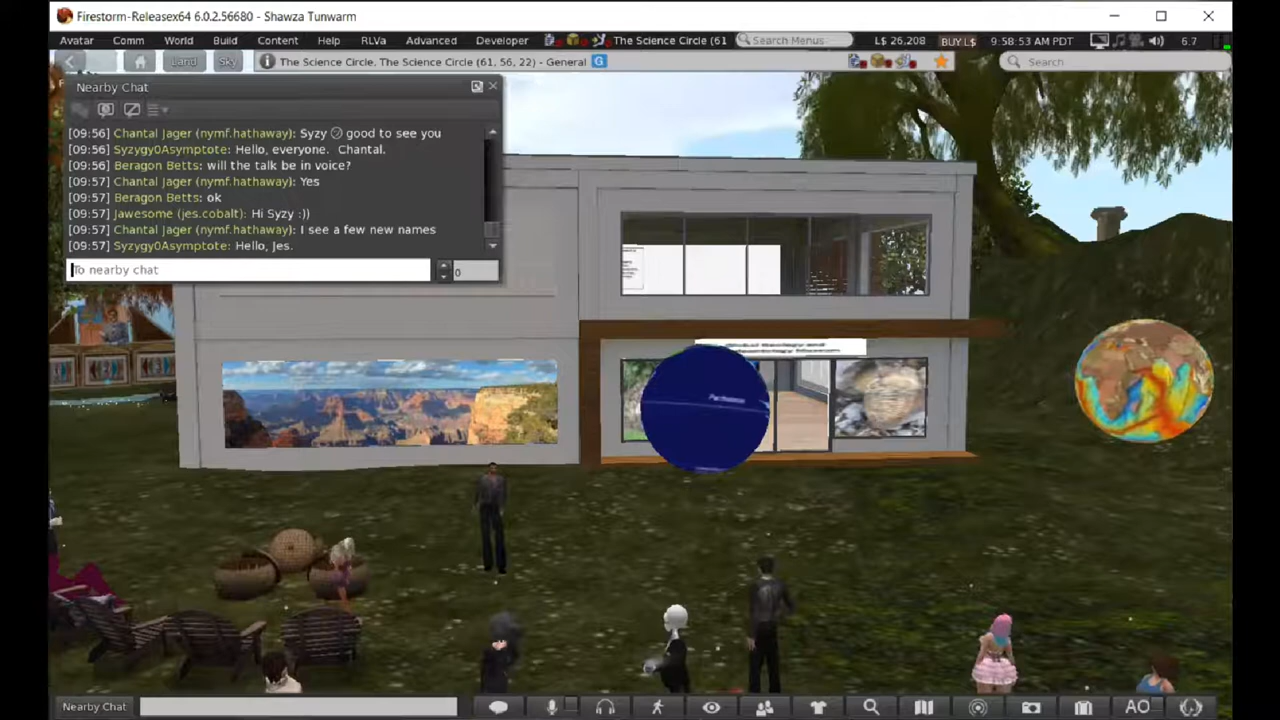 Firestorm-Releasex64 6.0.2.56680 - Shawza Tunwarm
Avatar Comm World Build Content Help RLVa Advanced Developer The Science Circle (61 Search Menus L$ 26,208 BUY L$ 9:58:53 AM PDT 6.7
Land Sky The Science Circle, The Science Circle (61, 56, 22) - General G Search
Nearby Chat
[09:56] Chantal Jager (nymf.hathaway): Syzy good to see you
[09:56] Syzygy0Asymptote: Hello, everyone. Chantal.
[09:56] Beragon Betts: will the talk be in voice?
[09:57] Chantal Jager (nymf.hathaway): Yes
[09:57] Beragon Betts: ok
[09:57] Jawesome (jes.cobalt): Hi Syzy :))
[09:57] Chantal Jager (nymf.hathaway): I see a few new names
[09:57] Syzygy0Asymptote: Hello, Jes.
To nearby chat 0
Global Geology and
Museum
Nearby Chat AO